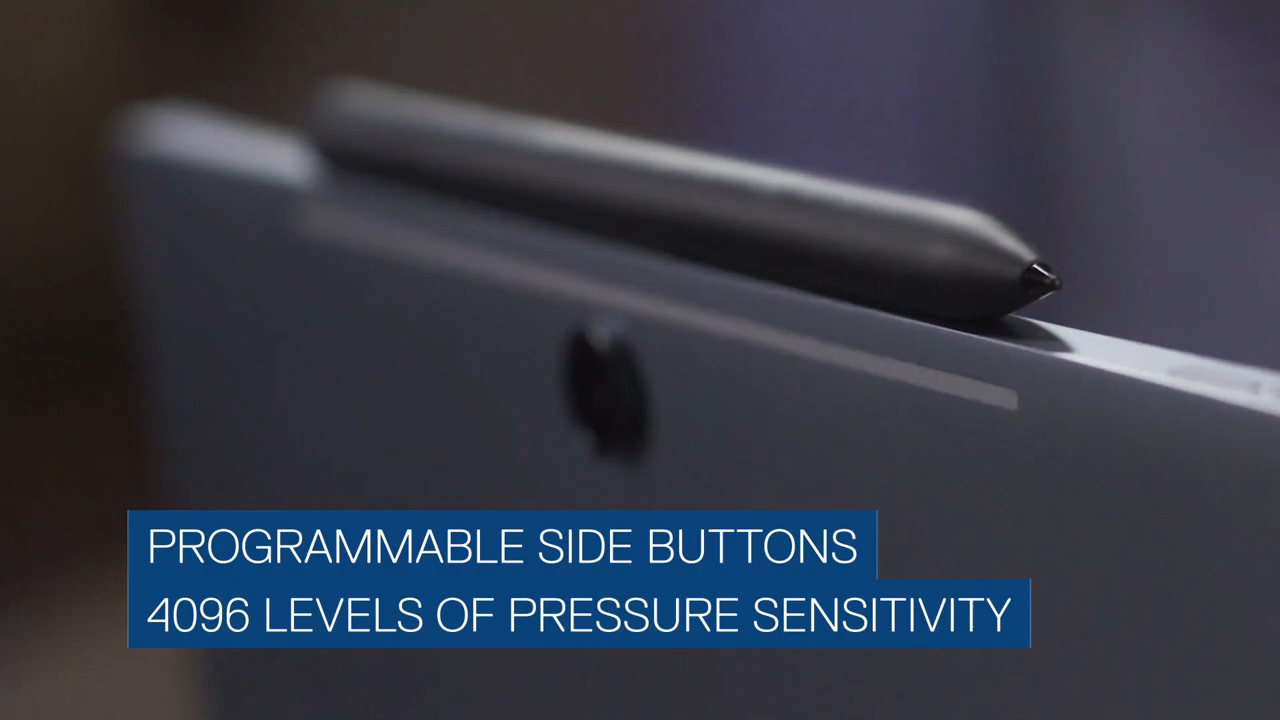 PROGRAMMABLE SIDE BUTTONS
4096 LEVELS OF PRESSURE SENSITIVITY